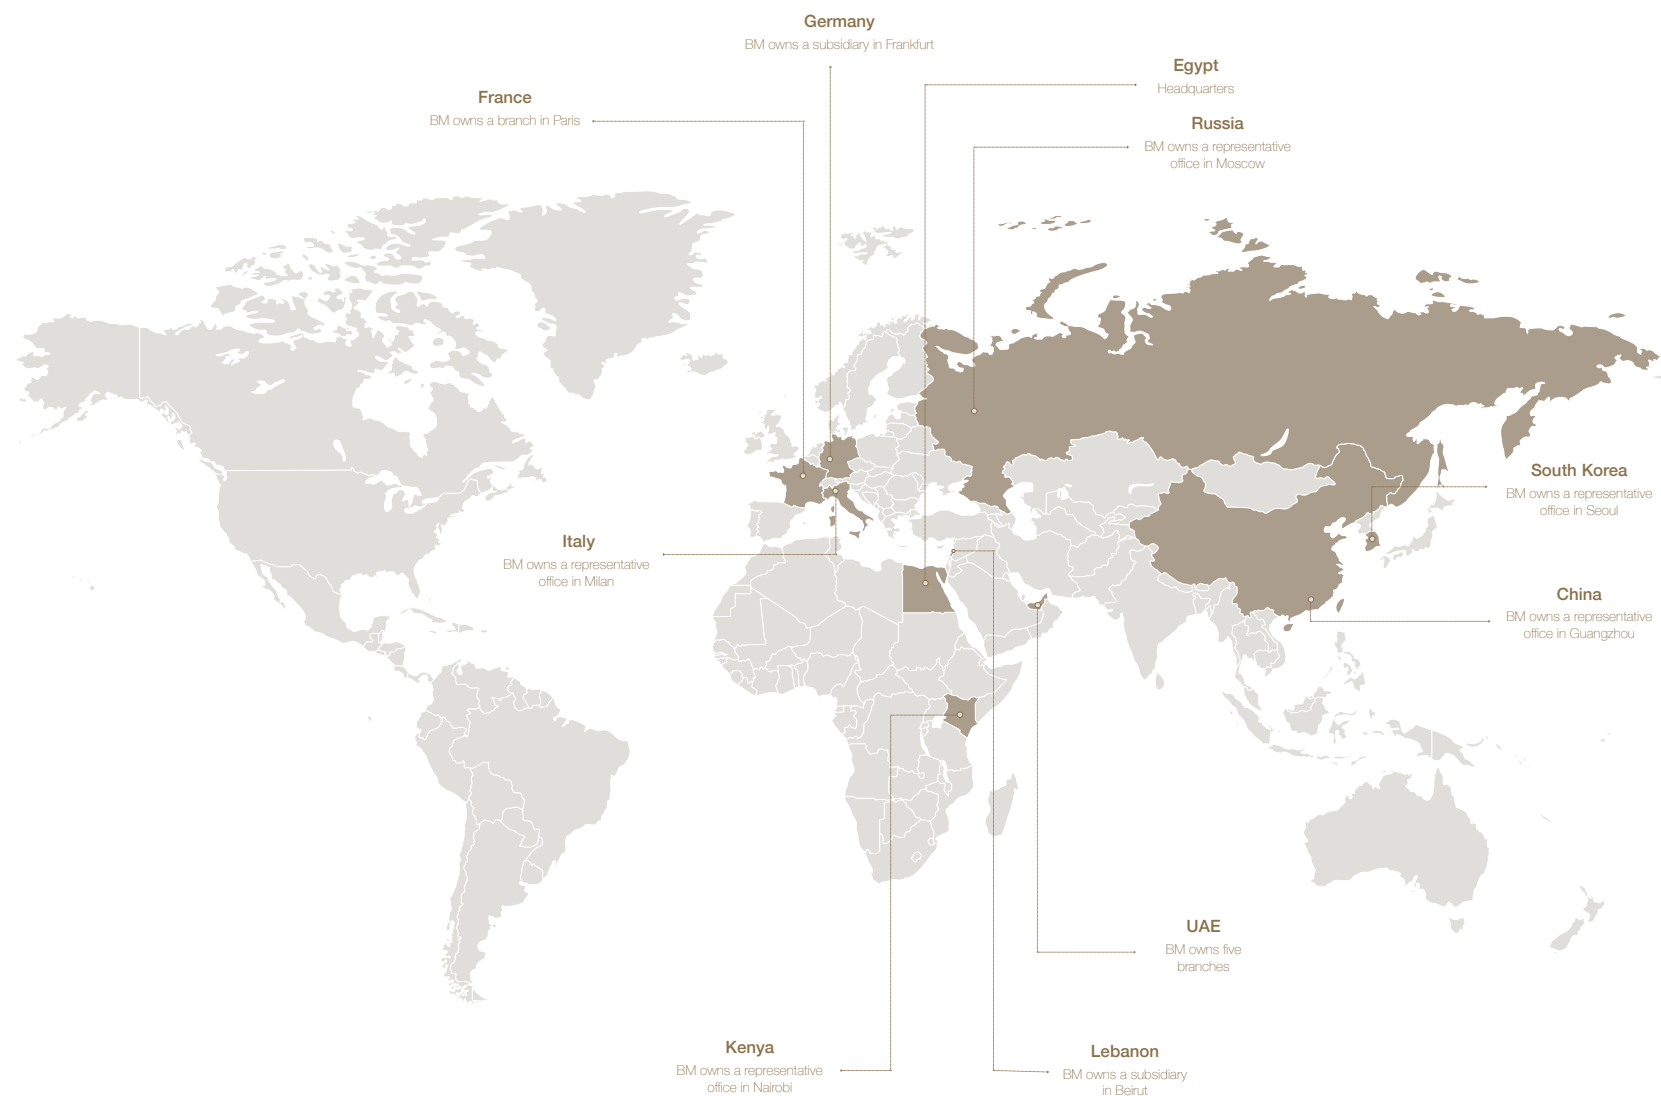 Germany
BM owns a subsidiary in Frankfurt
Egypt
Headquarters
France
BM owns a branch in Paris
Russia
BM owns a representative
office in Moscow
South Korea
BM owns a representative
office in Seoul
Italy
BM owns a representative
office in Milan
China
BM owns a representative
office in Guangzhou
UAE
BM owns five
branches
Kenya
BM owns a representative
office in Nairobi
Lebanon
BM owns a subsidiary
in Beirut